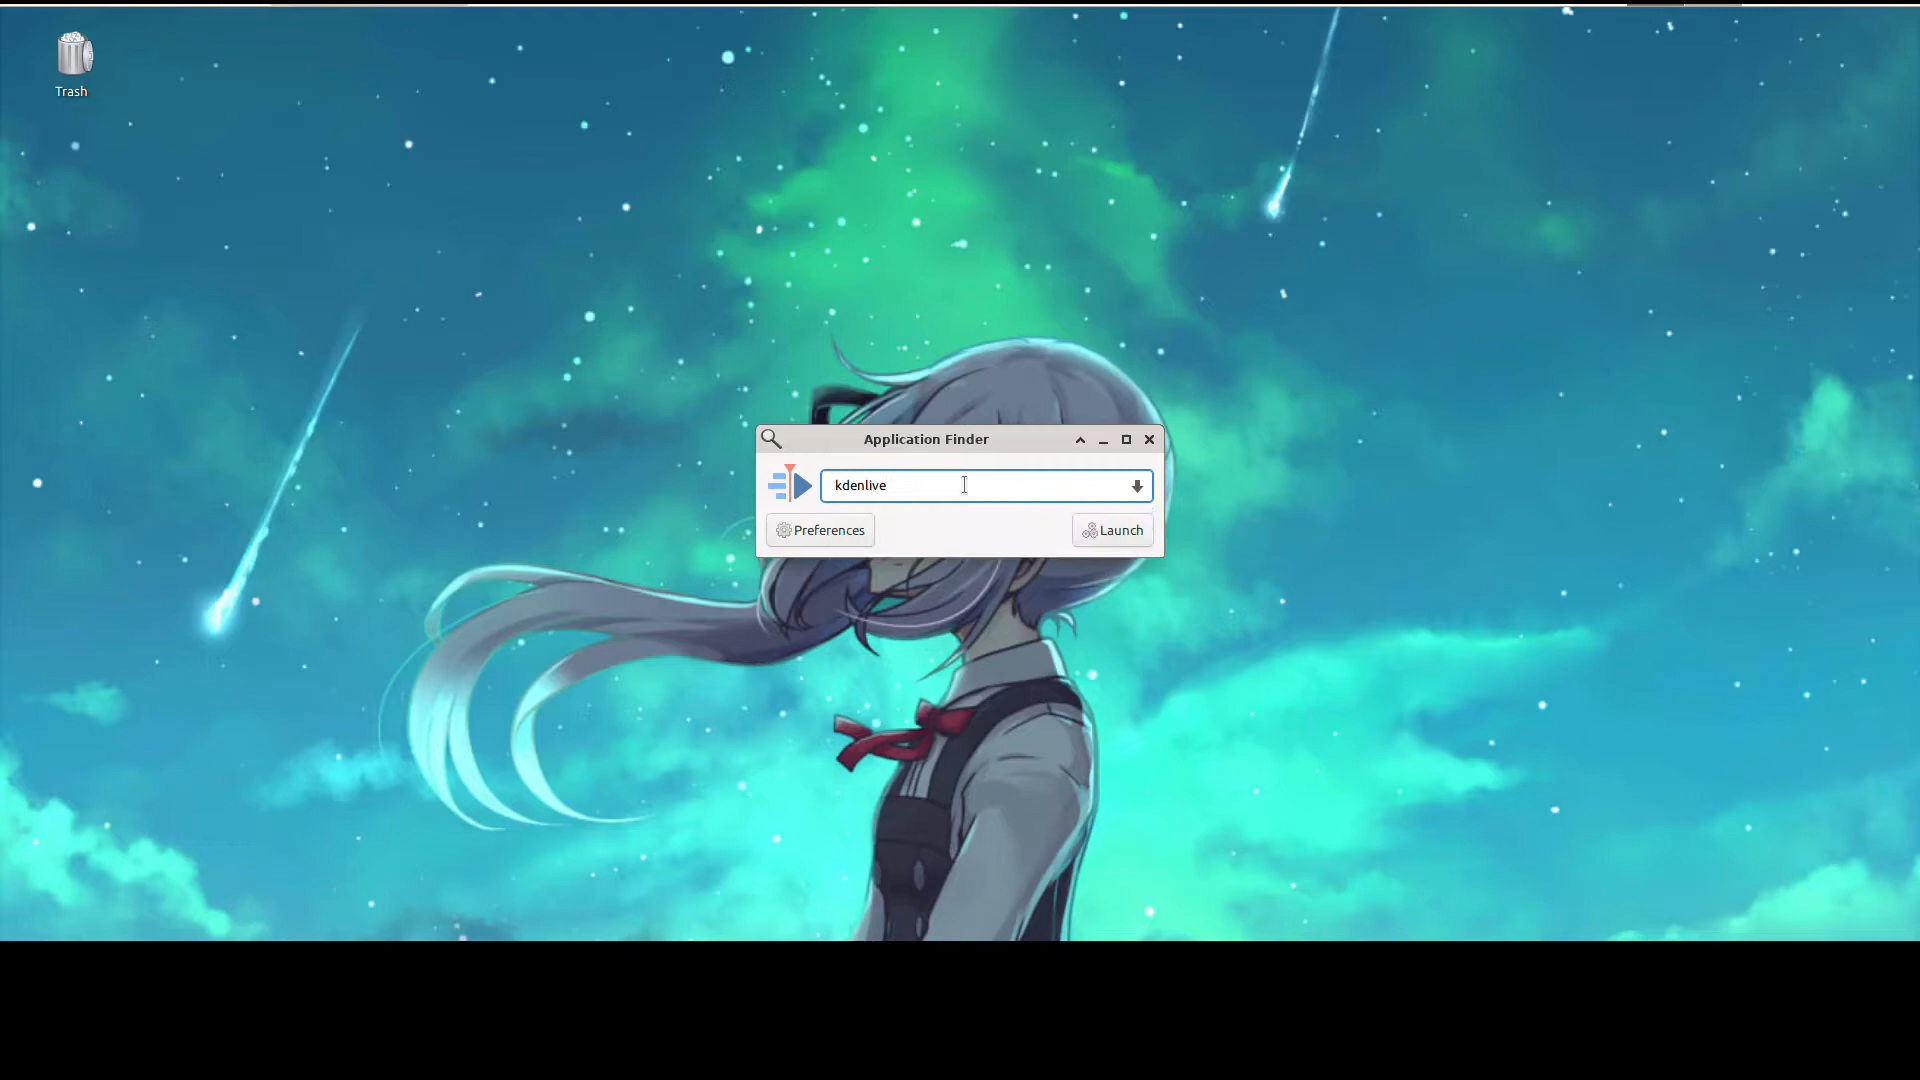 Trash
Application Finder
kdenlive
Preferences
Launch